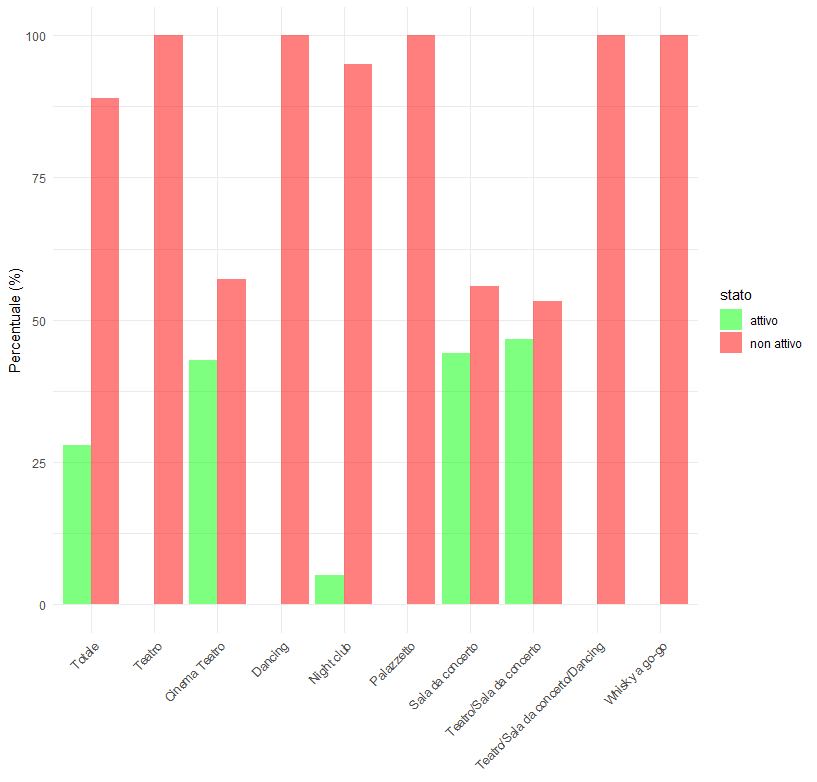 100
75
50
25
0
Percentuale (%)
Totale
Teatro
Cinema Teatro
Dancing
Night club
Palazzetto
Sala da concerto
Teatro/Sala da concerto
Teatro/Sala da concerto/Dancing
Whisky a go-go
stato
attivo
non attivo